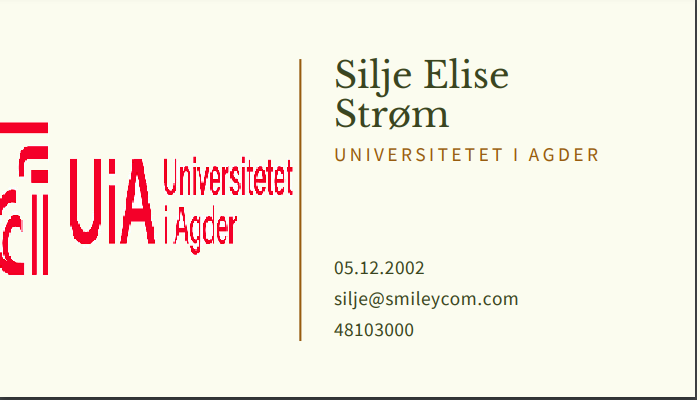 UiA Universitetet
i Agder
Silje Elise
Strøm
UNIVERSITETET I AGDER
05.12.2002
silje@smileycom.com
48103000